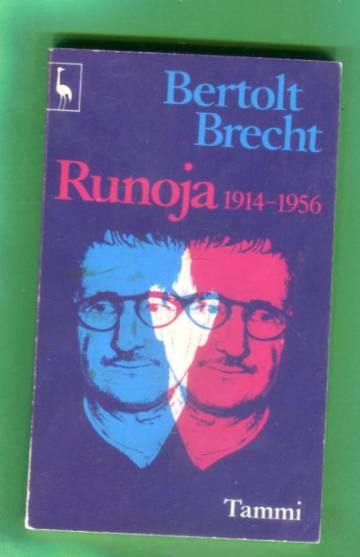 Bertolt
Brecht
Runoja 1914–1956
Tammi